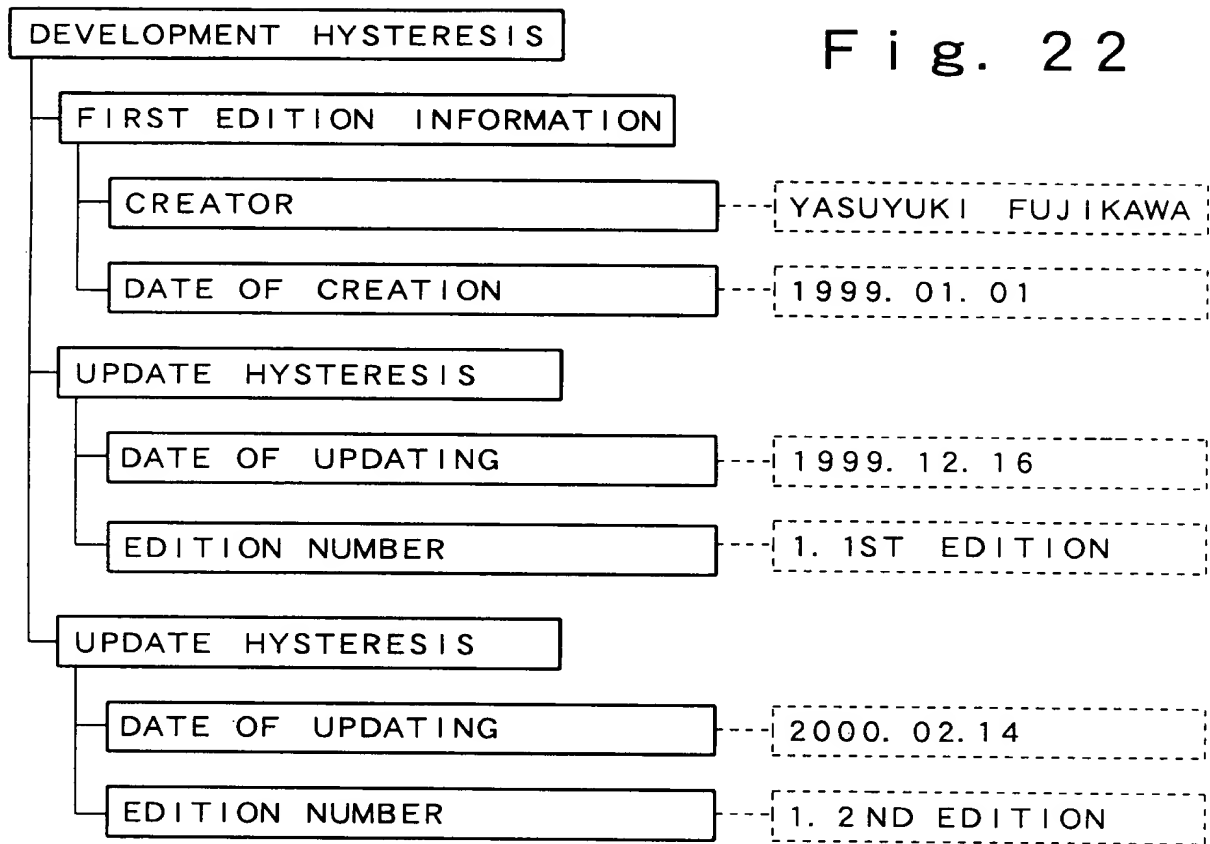 DEVELOPMENT HYSTERESIS
Fig. 22
FIRST EDITION INFORMATION
CREATOR
YASUYUKI FUJIKAWA
DATE OF CREATION
1999. 01. 01
UPDATE HYSTERESIS
DATE OF UPDATING
1999. 12. 16
EDITION NUMBER
1. 1ST EDITION
UPDATE HYSTERESIS
DATE OF UPDATING
2000. 02. 14
EDITION NUMBER
1. 2ND EDITION